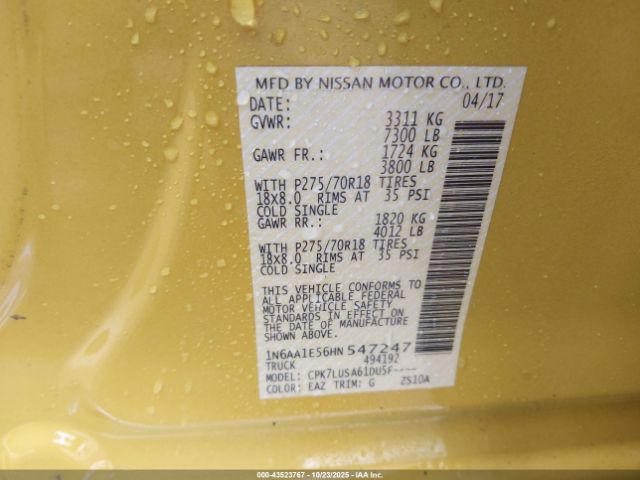 MFD BY NISSAN MOTOR CO., LTD.
DATE: 04/17
GVWR: 3311 KG
7300 LB
GAWR FR.: 1724 KG
3800 LB
WITH P275/70R18 TIRES
18x8.0 RIMS AT 35 PSI
COLD SINGLE
GAWR RR.: 1820 KG
4012 LB
WITH P275/70R18 TIRES
18x8.0 RIMS AT 35 PSI
COLD SINGLE
THIS VEHICLE CONFORMS TO
ALL APPLICABLE FEDERAL
MOTOR VEHICLE SAFETY
STANDARDS IN EFFECT ON
THE DATE OF MANUFACTURE
SHOWN ABOVE.
1N6AA1E56HN547247
TRUCK 494192
MODEL: CPK7LUSA61DU5F----
COLOR: EAZ TRIM: G ZS10A
000-43523767 - 10/23/2025 - IAA Inc.